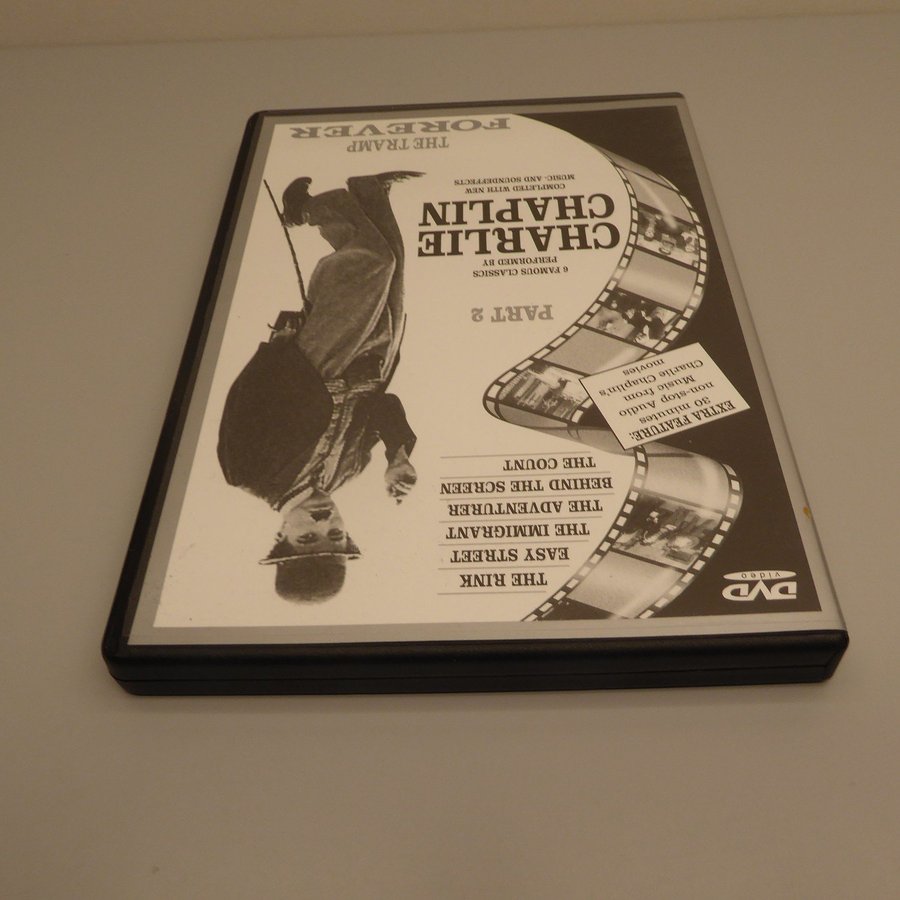 THE TRAMP
FOREVER
CHARLIE
CHAPLIN
6 FAMOUS CLASSICS
PERFORMED BY
COMPLETED WITH NEW
MUSIC- AND SOUNDEFFECTS
PART 2
EXTRA FEATURE:
30 minutes
non-stop Audio
Music from
Charlie Chaplin's
movies
THE RINK
EASY STREET
THE IMMIGRANT
THE ADVENTURER
BEHIND THE SCREEN
THE COUNT
DVD
video